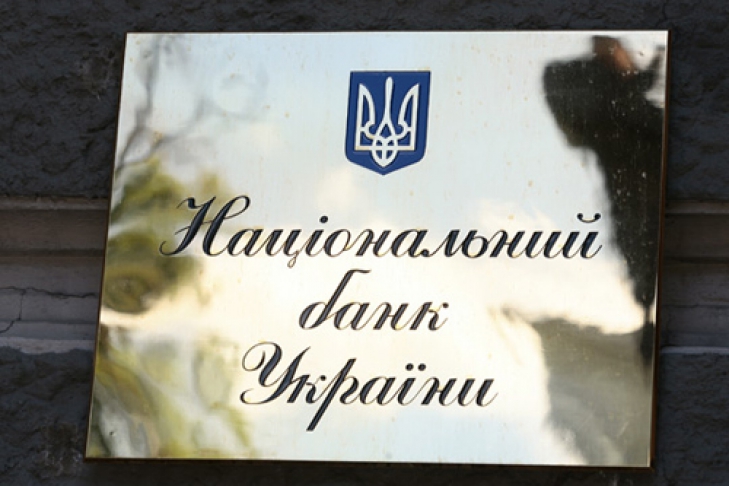 Національний
банк
України